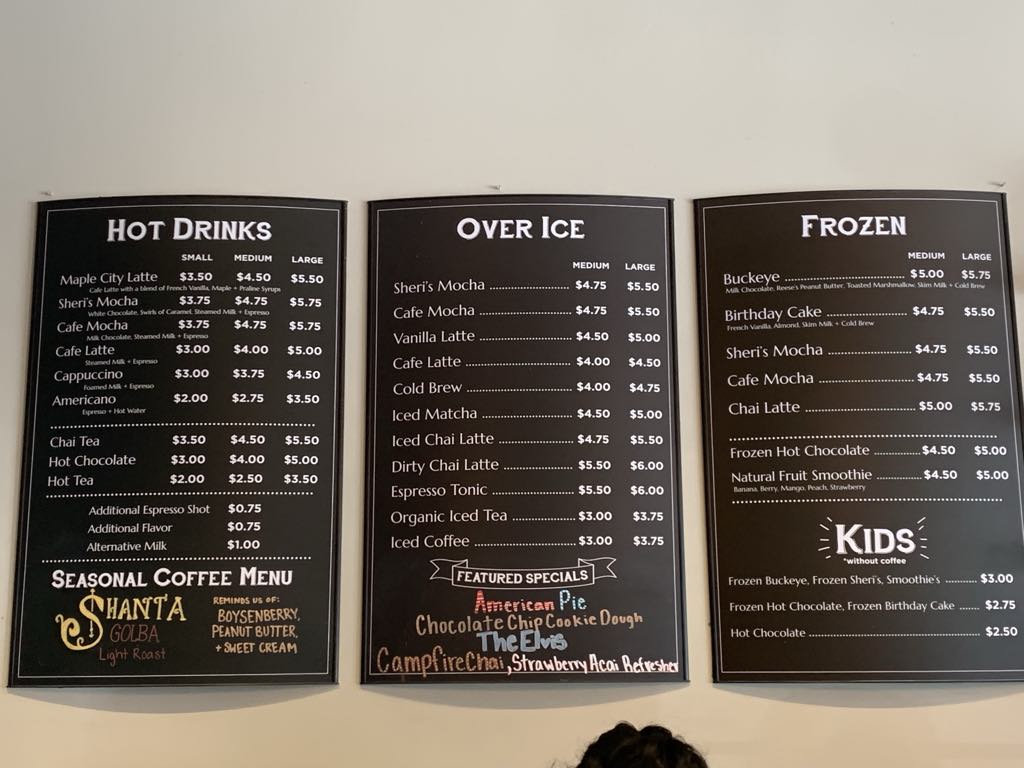 HOT DRINKS
SMALL MEDIUM LARGE
Maple City Latte $3.50 $4.50 $5.50
Cafe Latte with a blend of French Vanilla, Maple + Praline Syrups
Sheri's Mocha $3.75 $4.75 $5.75
White Chocolate, Swirls of Caramel, Steamed Milk + Espresso
Cafe Mocha $3.75 $4.75 $5.75
Milk Chocolate, Steamed Milk + Espresso
Cafe Latte $3.00 $4.00 $5.00
Steamed Milk + Espresso
Cappuccino $3.00 $3.75 $4.50
Foamed Milk + Espresso
Americano $2.00 $2.75 $3.50
Espresso + Hot Water
Chai Tea $3.50 $4.50 $5.50
Hot Chocolate $3.00 $4.00 $5.00
Hot Tea $2.00 $2.50 $3.50
Additional Espresso Shot $0.75
Additional Flavor $0.75
Alternative Milk $1.00
SEASONAL COFFEE MENU
SHANTA
GOLBA
Light Roast
REMINDS US OF:
BOYSENBERRY,
PEANUT BUTTER,
+ SWEET CREAM
OVER ICE
MEDIUM LARGE
Sheri's Mocha $4.75 $5.50
Cafe Mocha $4.75 $5.50
Vanilla Latte $4.50 $5.00
Cafe Latte $4.00 $4.50
Cold Brew $4.00 $4.75
Iced Matcha $4.50 $5.00
Iced Chai Latte $4.75 $5.50
Dirty Chai Latte $5.50 $6.00
Espresso Tonic $5.50 $6.00
Organic Iced Tea $3.00 $3.75
Iced Coffee $3.00 $3.75
FEATURED SPECIALS
American Pie
Chocolate Chip Cookie Dough
The Elvis
Campfire Chai, Strawberry Acai Refresher
FROZEN
MEDIUM LARGE
Buckeye $5.00 $5.75
Milk Chocolate, Reese's Peanut Butter, Toasted Marshmallow, Skim Milk + Cold Brew
Birthday Cake $4.75 $5.50
French Vanilla, Almond, Skim Milk + Cold Brew
Sheri's Mocha $4.75 $5.50
Cafe Mocha $4.75 $5.50
Chai Latte $5.00 $5.75
Frozen Hot Chocolate $4.50 $5.00
Natural Fruit Smoothie $4.50 $5.00
Banana, Berry, Mango, Peach, Strawberry
KIDS
*without coffee
Frozen Buckeye, Frozen Sheri's, Smoothie's $3.00
Frozen Hot Chocolate, Frozen Birthday Cake $2.75
Hot Chocolate $2.50